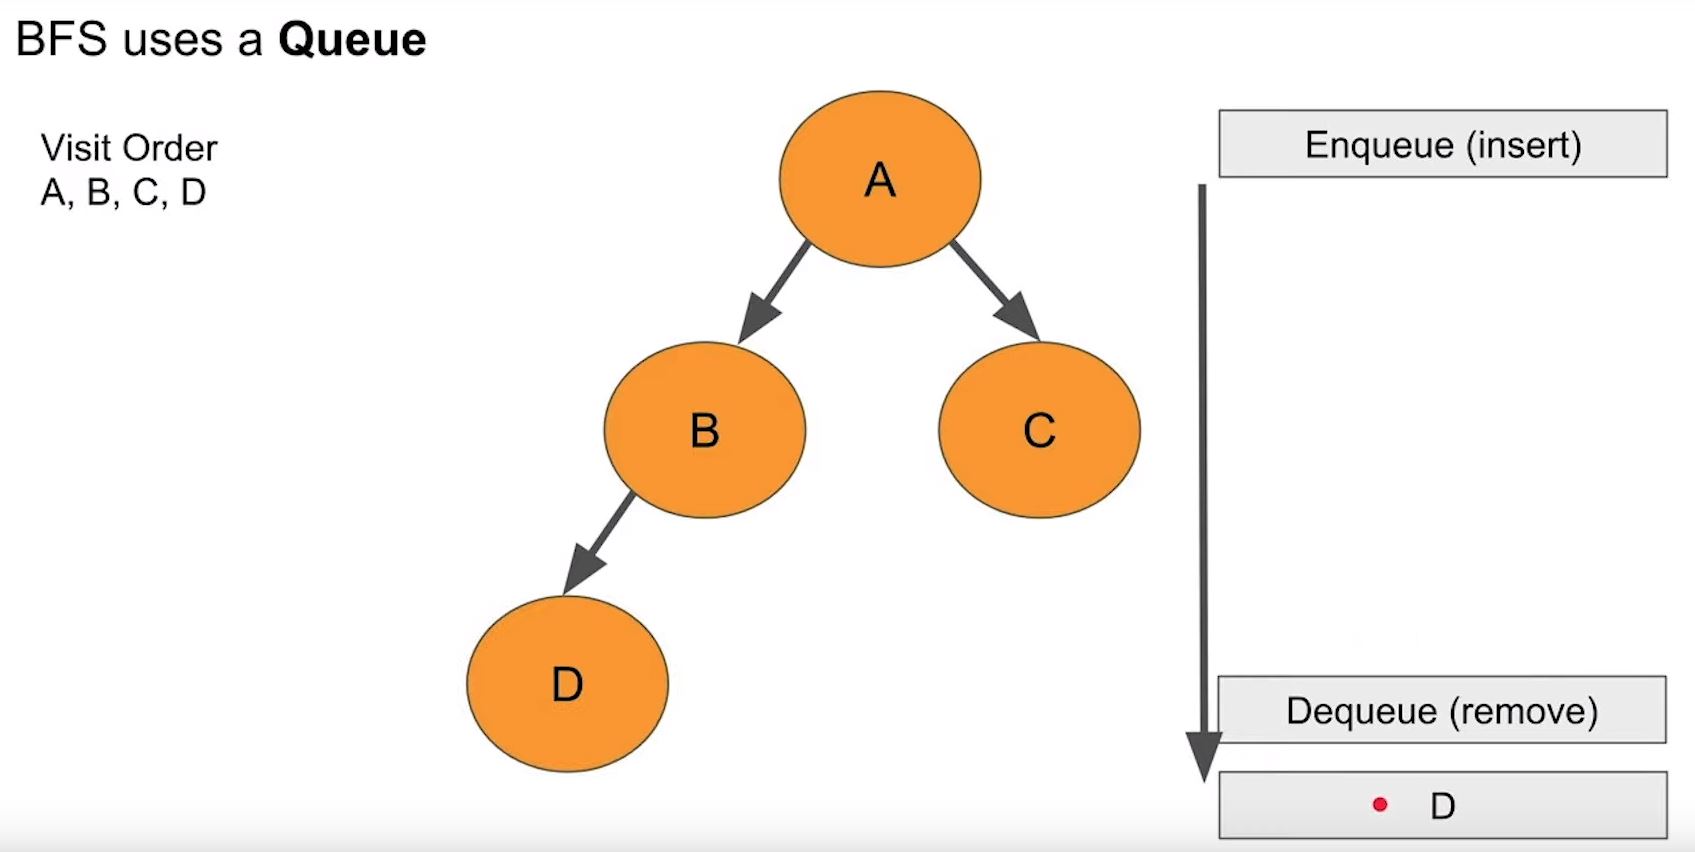 BFS uses a Queue
Visit Order
A, B, C, D
A
B
C
D
Enqueue (insert)
Dequeue (remove)
D